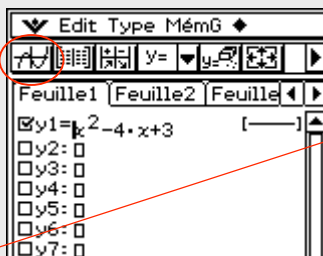 Edit Type MémG ◆
y= y=
Feuille1 Feuille2 Feuille
y1=x²-4·x+3 [—]
y2:
y3:
y4:
y5:
y6:
y7: